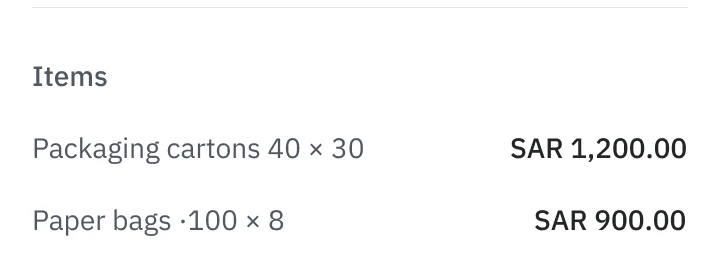 Items
Packaging cartons 40 × 30 SAR 1,200.00
Paper bags ·100 × 8 SAR 900.00